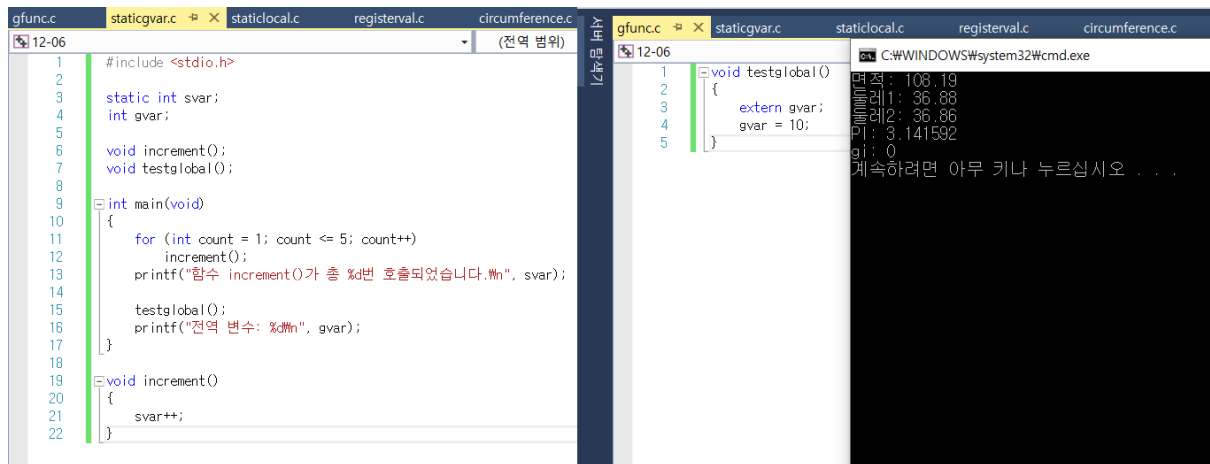 gfunc.c staticgvar.c staticlocal.c registerval.c circumference.c
12-06 (전역 범위)
1 #include <stdio.h>
2
3 static int svar;
4 int gvar;
5
6 void increment();
7 void testglobal();
8
9 int main(void)
10 {
11 for (int count = 1; count <= 5; count++)
12 increment();
13 printf("함수 increment()가 총 %d번 호출되었습니다.₩n", svar);
14
15 testglobal();
16 printf("전역 변수: %d₩n", gvar);
17 }
18
19 void increment()
20 {
21 svar++;
22 }
서버 탐색기
gfunc.c staticgvar.c staticlocal.c registerval.c circumference.c
12-06
1 void testglobal()
2 {
3 extern gvar;
4 gvar = 10;
5 }
C:₩WINDOWS₩system32₩cmd.exe
면적: 108.19
둘레1: 36.88
둘레2: 36.86
PI: 3.141592
gi: 0
계속하려면 아무 키나 누르십시오 . . .